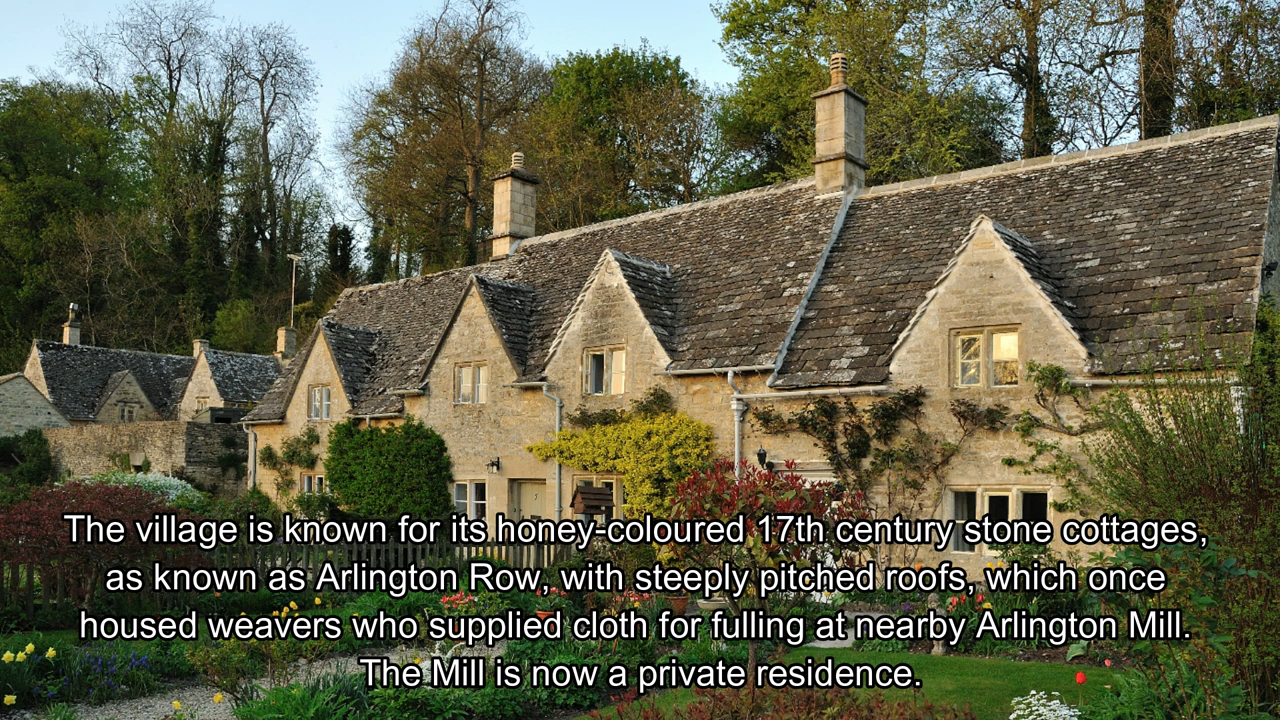 The village is known for its honey-coloured 17th century stone cottages,
as known as Arlington Row, with steeply pitched roofs, which once
housed weavers who supplied cloth for fulling at nearby Arlington Mill.
The Mill is now a private residence.